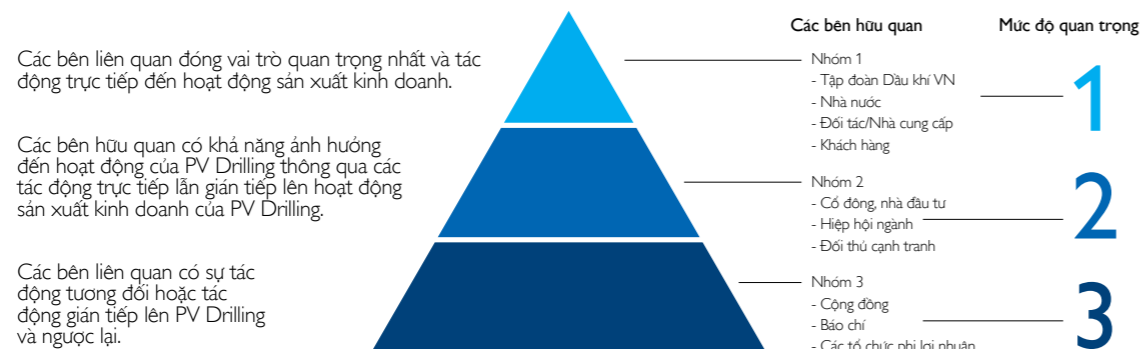 Các bên hữu quan
Mức độ quan trọng
Các bên liên quan đóng vai trò quan trọng nhất và tác
động trực tiếp đến hoạt động sản xuất kinh doanh.
Nhóm 1
- Tập đoàn Dầu khí VN
- Nhà nước
- Đối tác/Nhà cung cấp
- Khách hàng
1
Các bên hữu quan có khả năng ảnh hưởng
đến hoạt động của PV Drilling thông qua các
tác động trực tiếp lẫn gián tiếp lên hoạt động
sản xuất kinh doanh của PV Drilling.
Nhóm 2
- Cổ đông, nhà đầu tư
- Hiệp hội ngành
- Đối thủ cạnh tranh
2
Các bên liên quan có sự tác
động tương đối hoặc tác
động gián tiếp lên PV Drilling
và ngược lại.
Nhóm 3
- Cộng đồng
- Báo chí
- Các tổ chức phi lợi nhuận
3